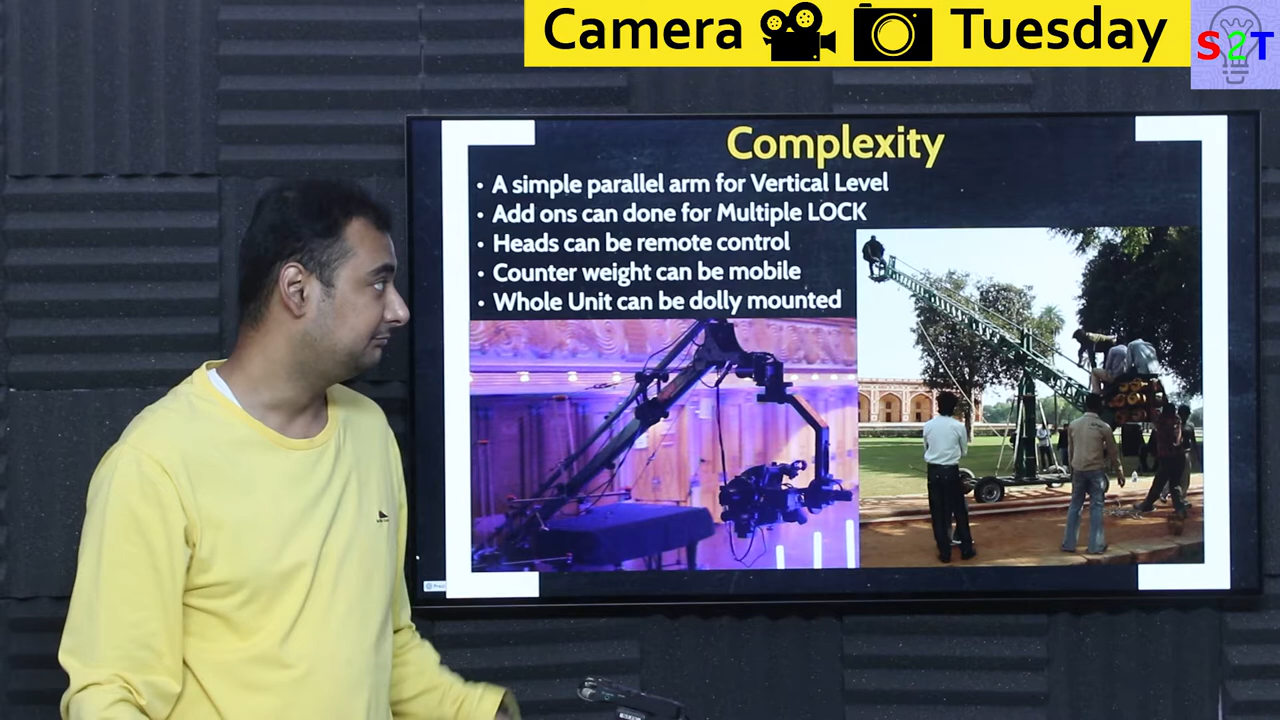 Camera Tuesday
S2T
Complexity
• A simple parallel arm for Vertical Level
• Add ons can done for Multiple LOCK
• Heads can be remote control
• Counter weight can be mobile
• Whole Unit can be dolly mounted